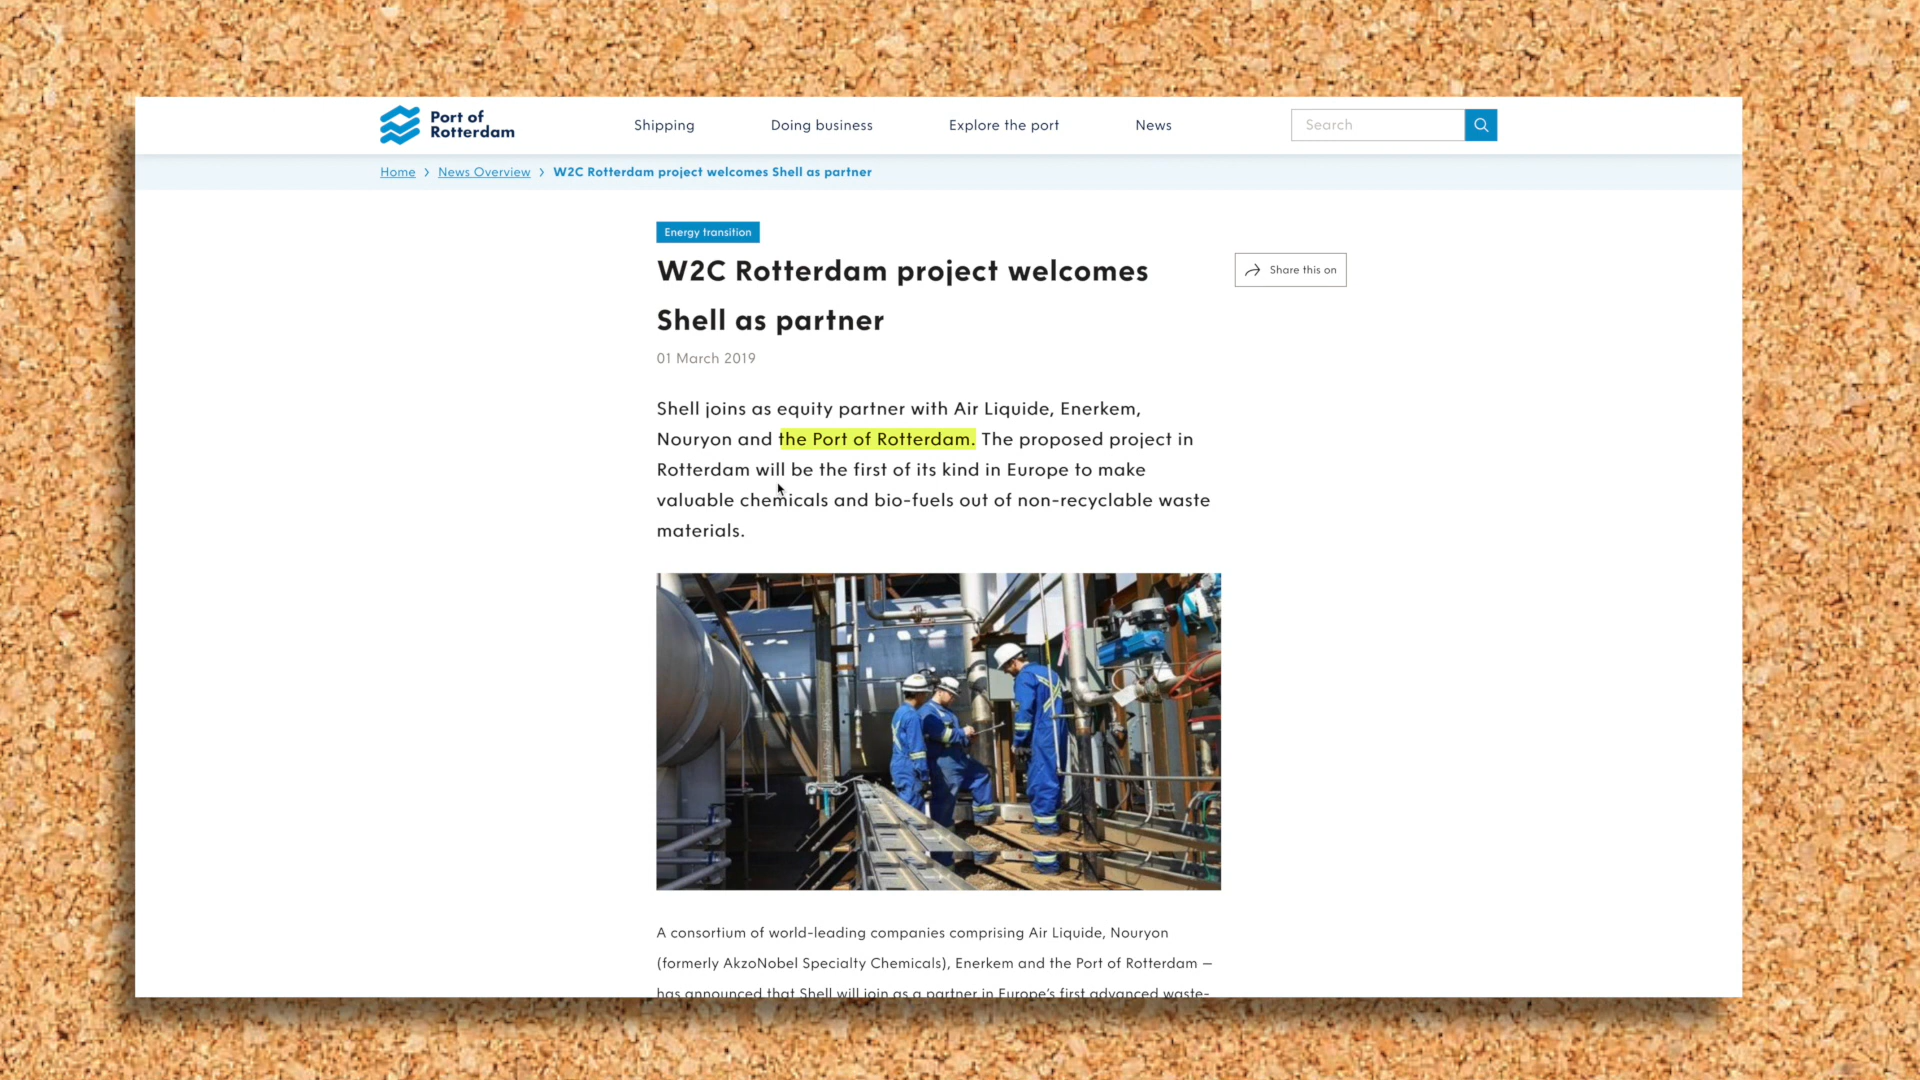 Port of
Rotterdam
Shipping
Doing business
Explore the port
News
Search
Home > News Overview > W2C Rotterdam project welcomes Shell as partner
Energy transition
W2C Rotterdam project welcomes
Shell as partner
Share this on
01 March 2019
Shell joins as equity partner with Air Liquide, Enerkem,
Nouryon and the Port of Rotterdam. The proposed project in
Rotterdam will be the first of its kind in Europe to make
valuable chemicals and bio-fuels out of non-recyclable waste
materials.
A consortium of world-leading companies comprising Air Liquide, Nouryon
(formerly AkzoNobel Specialty Chemicals), Enerkem and the Port of Rotterdam –
has announced that Shell will join as a partner in Europe's first advanced waste-